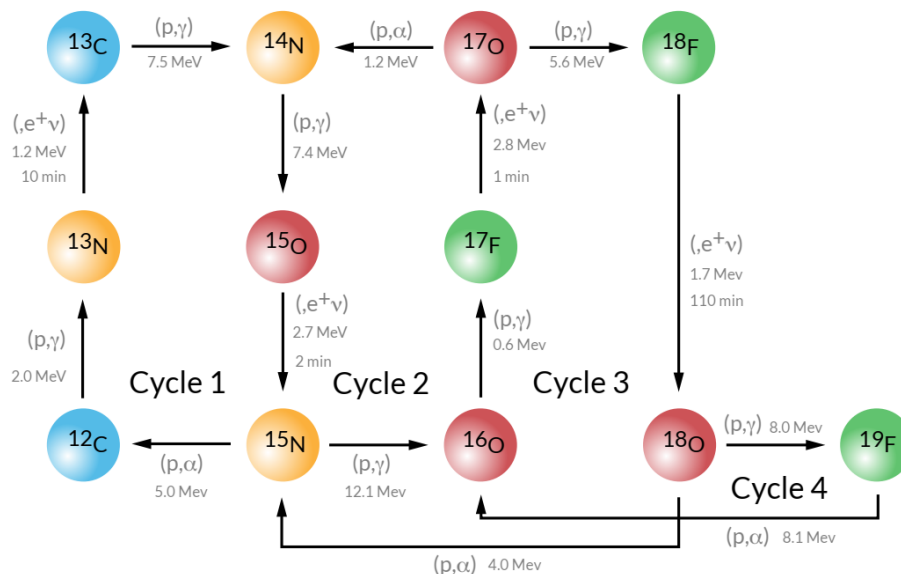 ¹³C
(p,γ)
7.5 MeV
¹⁴N
(p,α)
1.2 MeV
¹⁷O
(p,γ)
5.6 MeV
¹⁸F
(,e⁺ν)
1.2 MeV
10 min
(p,γ)
7.4 MeV
(,e⁺ν)
2.8 Mev
1 min
¹³N
¹⁵O
¹⁷F
(,e⁺ν)
1.7 Mev
110 min
(p,γ)
2.0 MeV
(,e⁺ν)
2.7 MeV
2 min
(p,γ)
0.6 Mev
Cycle 1
Cycle 2
Cycle 3
¹²C
(p,α)
5.0 Mev
¹⁵N
(p,γ)
12.1 Mev
¹⁶O
¹⁸O
(p,γ) 8.0 Mev
¹⁹F
Cycle 4
(p,α) 8.1 Mev
(p,α) 4.0 Mev